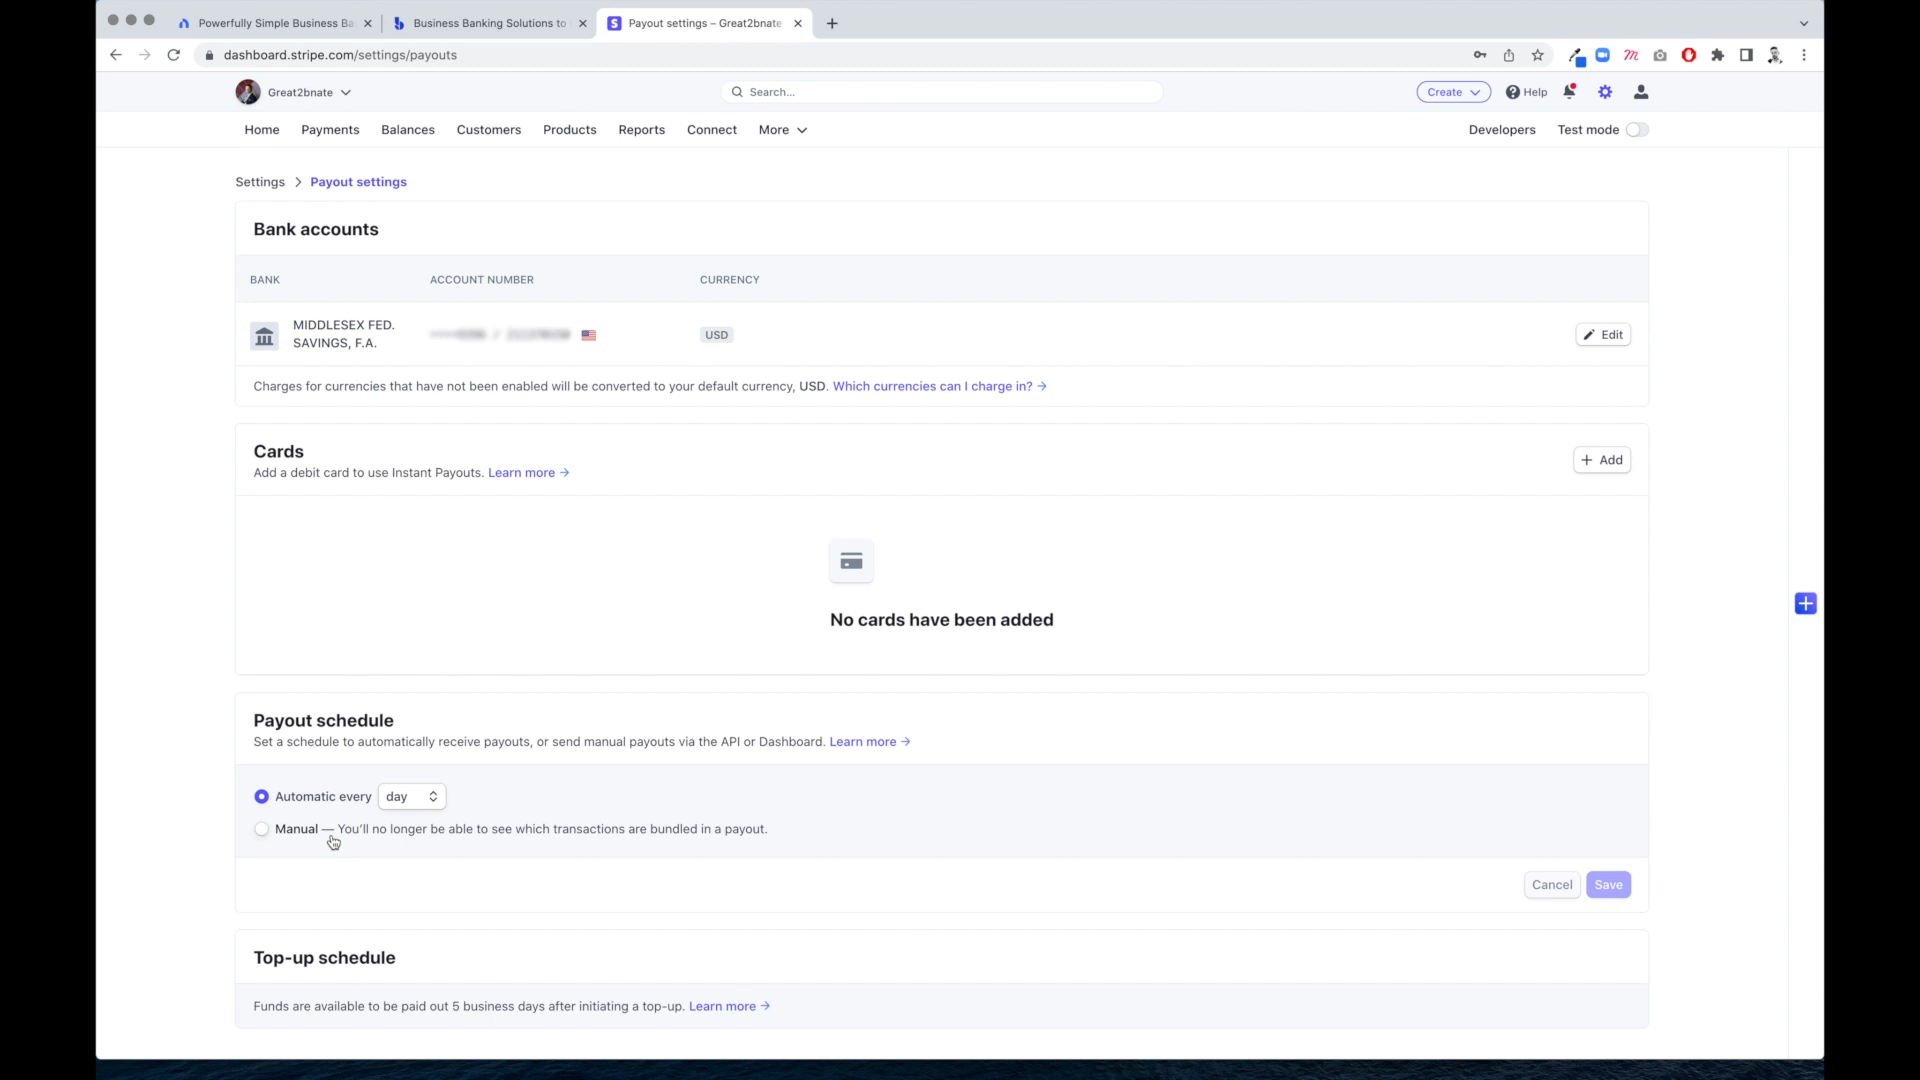 Powerfully Simple Business Ba
Business Banking Solutions to
Payout settings – Great2bnate
dashboard.stripe.com/settings/payouts
Great2bnate
Search...
Create
Help
Home
Payments
Balances
Customers
Products
Reports
Connect
More
Developers
Test mode
Settings > Payout settings
Bank accounts
BANK
ACCOUNT NUMBER
CURRENCY
MIDDLESEX FED.
SAVINGS, F.A.
USD
Edit
Charges for currencies that have not been enabled will be converted to your default currency, USD. Which currencies can I charge in? →
Cards
Add a debit card to use Instant Payouts. Learn more →
+ Add
No cards have been added
Payout schedule
Set a schedule to automatically receive payouts, or send manual payouts via the API or Dashboard. Learn more →
Automatic every day
Manual — You’ll no longer be able to see which transactions are bundled in a payout.
Cancel
Save
Top-up schedule
Funds are available to be paid out 5 business days after initiating a top-up. Learn more →